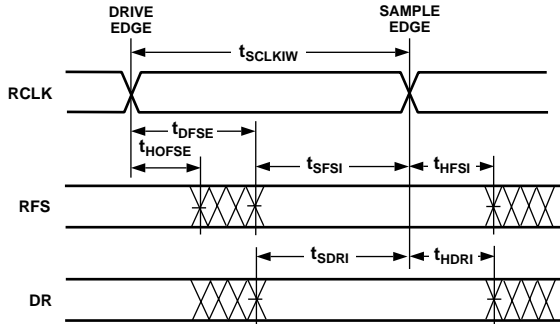 DRIVE EDGE
SAMPLE EDGE
tSCLKIW
RCLK
tDFSE
tHOFSE
tSFSI
tHFSI
RFS
tSDRI
tHDRI
DR